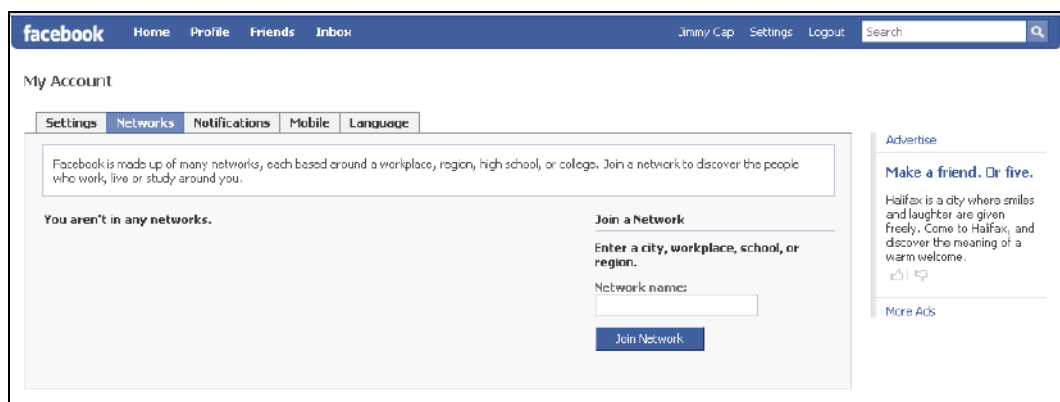 facebook Home Profile Friends Inbox Jimmy Cap Settings Logout Search
My Account
Settings Networks Notifications Mobile Language
Facebook is made up of many networks, each based around a workplace, region, high school, or college. Join a network to discover the people
who work, live or study around you.
You aren't in any networks.
Join a Network
Enter a city, workplace, school, or
region.
Network name:
Join Network
Advertise
Make a friend. Or five.
Halifax is a city where smiles
and laughter are given
freely. Come to Halifax, and
discover the meaning of a
warm welcome.
More Ads